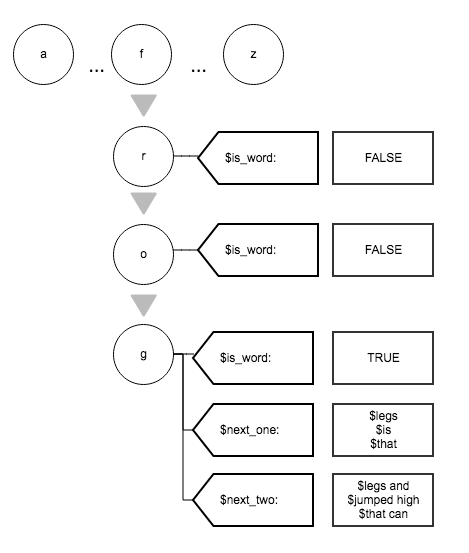 a ... f ... z
r $is_word: FALSE
o $is_word: FALSE
g $is_word: TRUE
$next_one:
$legs
$is
$that
$next_two:
$legs and
$jumped high
$that can